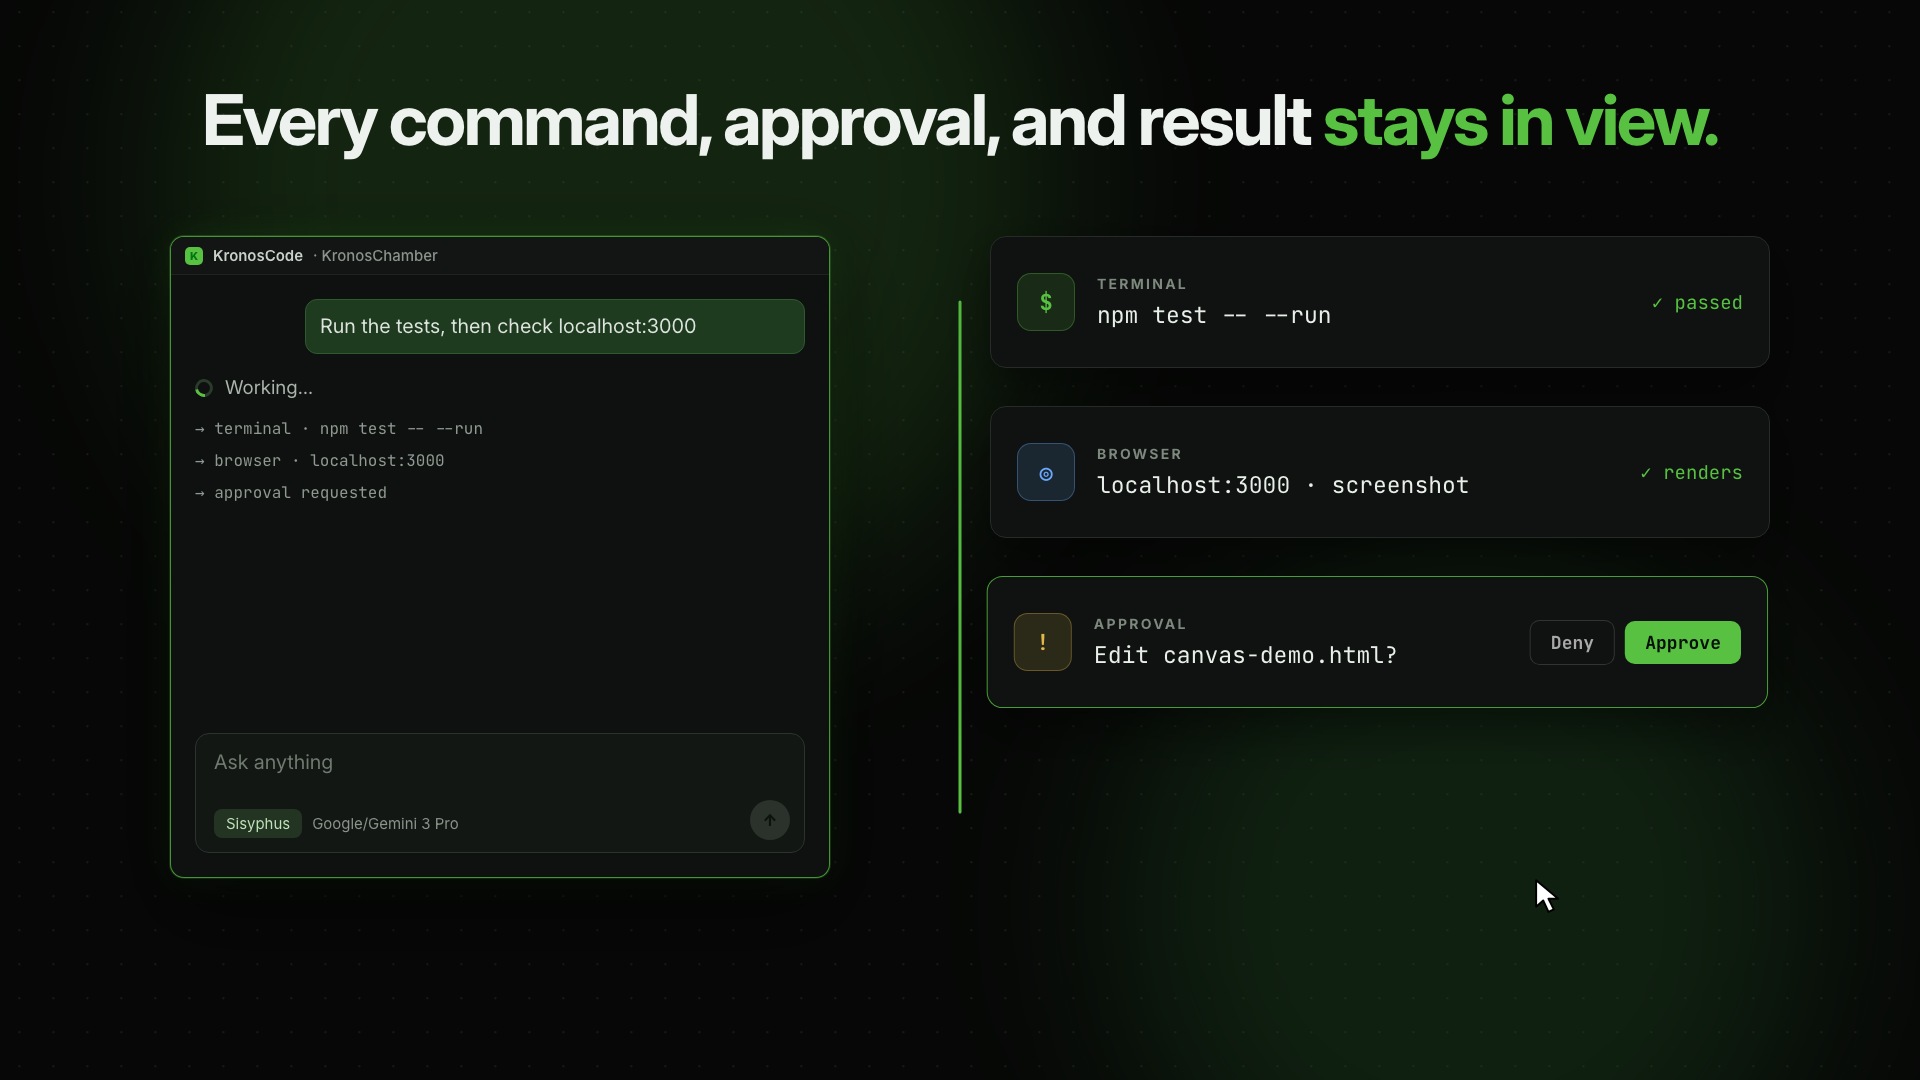 Every command, approval, and result stays in view.
K KronosCode · KronosChamber
Run the tests, then check localhost:3000
Working...
→ terminal · npm test -- --run
→ browser · localhost:3000
→ approval requested
Ask anything
Sisyphus Google/Gemini 3 Pro
$ TERMINAL
npm test -- --run
✓ passed
BROWSER
localhost:3000 · screenshot
✓ renders
! APPROVAL
Edit canvas-demo.html?
Deny Approve